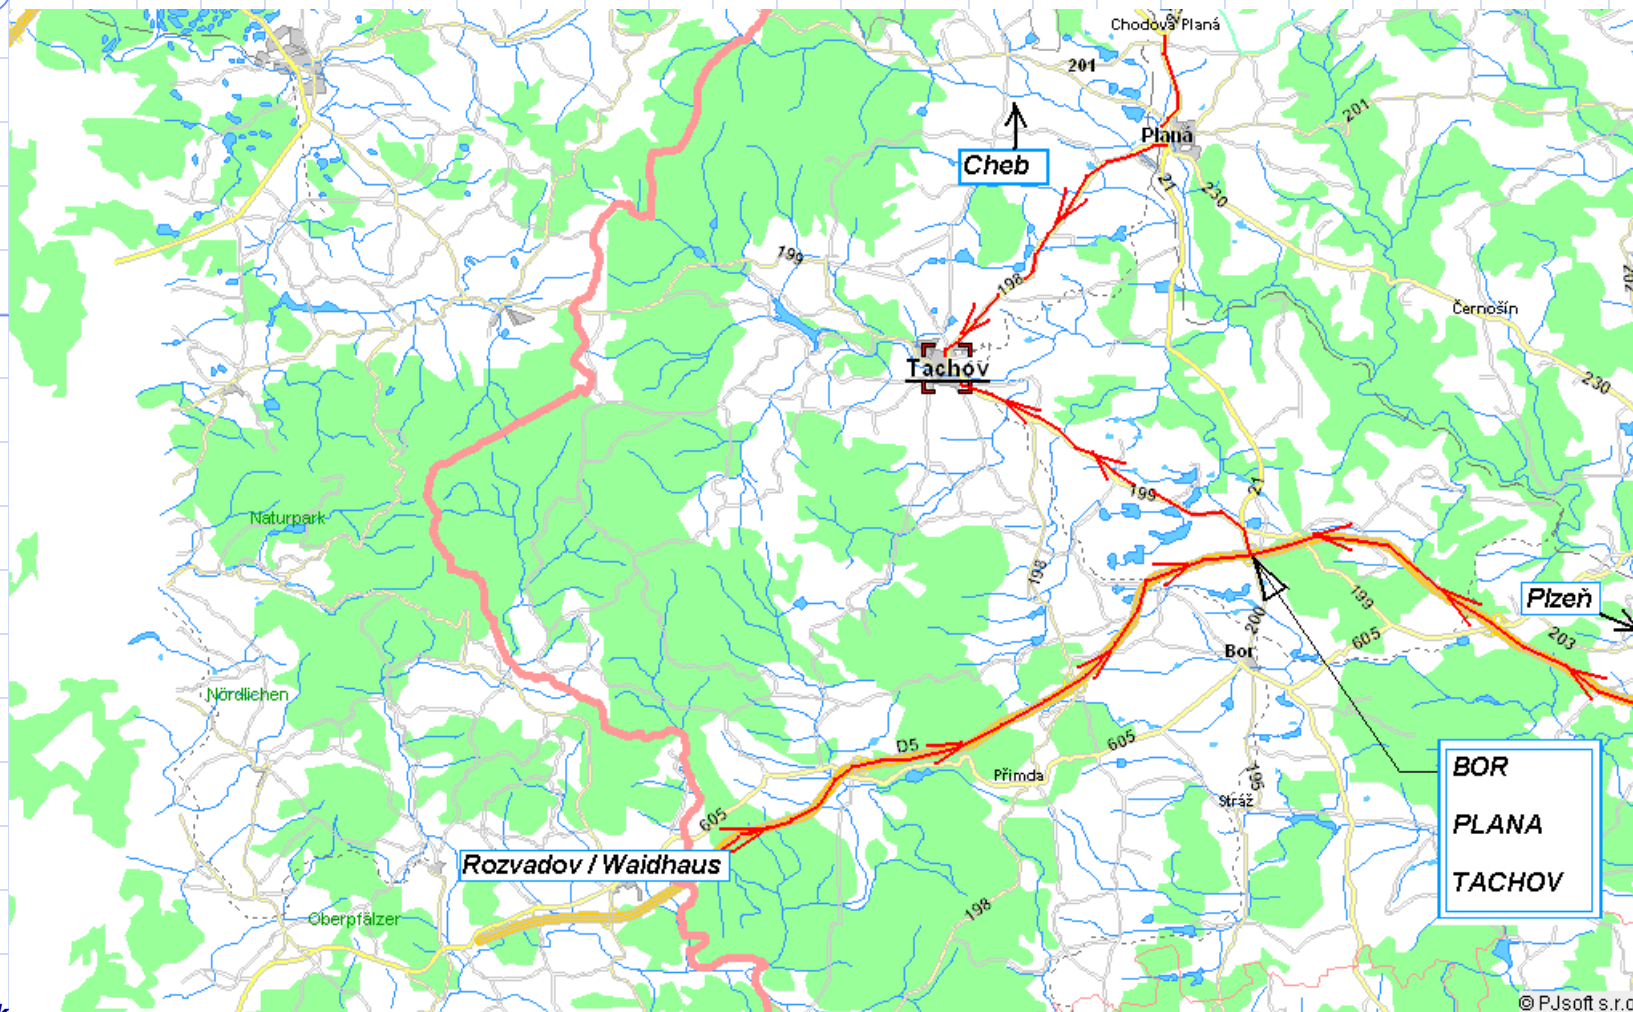 Chodová Planá
201
201
Planá
Cheb
21
230
199
198
Černošín
230
Tachov
199
21
Naturpark
198
199
Plzeň
200
605
203
Bor
Nördlichen
D5
605
Přimda
195
Stráž
BOR
605
PLANA
Rozvadov / Waidhaus
TACHOV
198
Oberpfälzer
© PJsoft s.r.o